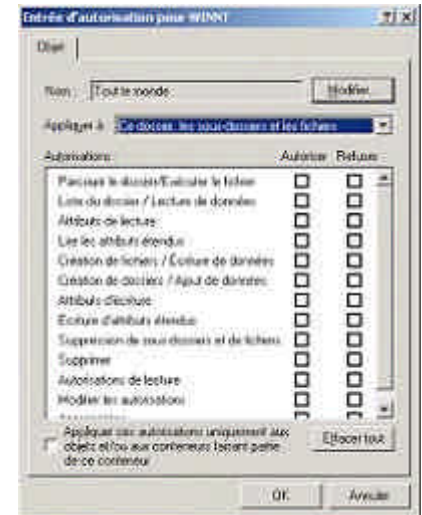 Entrée d'autorisation pour WINNT
Objet
Nom : Tout le monde
Modifier...
Appliquer à : Ce dossier, les sous-dossiers et les fichiers
Autorisations : Autoriser Refuser
Parcourir le dossier/Exécuter le fichier
Liste du dossier / Lecture de données
Attributs de lecture
Lire les attributs étendus
Création de fichiers / Écriture de données
Création de dossiers / Ajout de données
Attributs d'écriture
Écriture d'attributs étendus
Suppression de sous-dossiers et de fichiers
Supprimer
Autorisations de lecture
Modifier les autorisations
Appliquer ces autorisations uniquement aux
objets et/ou aux conteneurs faisant partie
de ce conteneur
Effacer tout
OK
Annuler